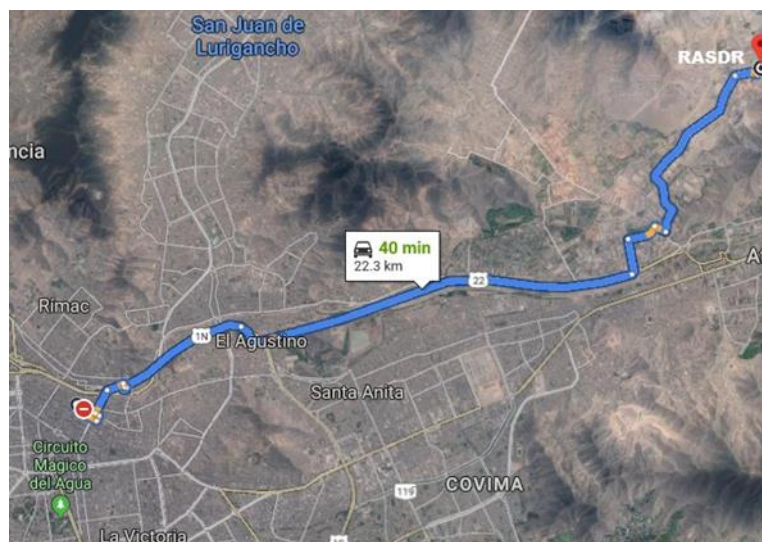 San Juan de
Lurigancho
RASDR
ncia
40 min
22.3 km
22
Rimac
1N
El Agustino
Santa Anita
Circuito
Mágico
del Agua
119
COVIMA
La Victoria